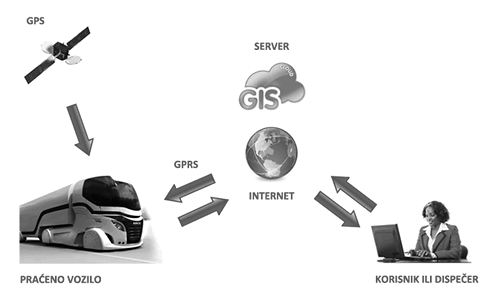 GPS
SERVER
CLOUD
GIS
GPRS
INTERNET
PRAĆENO VOZILO
KORISNIK ILI DISPEČER